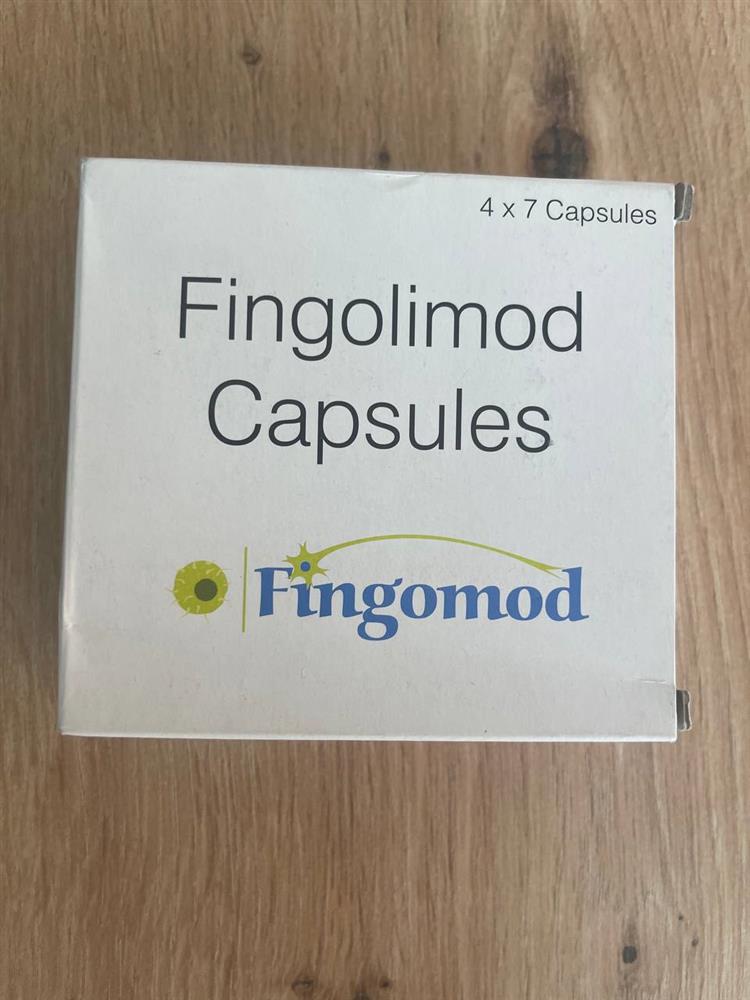 4 x 7 Capsules
Fingolimod
Capsules
Fingomod